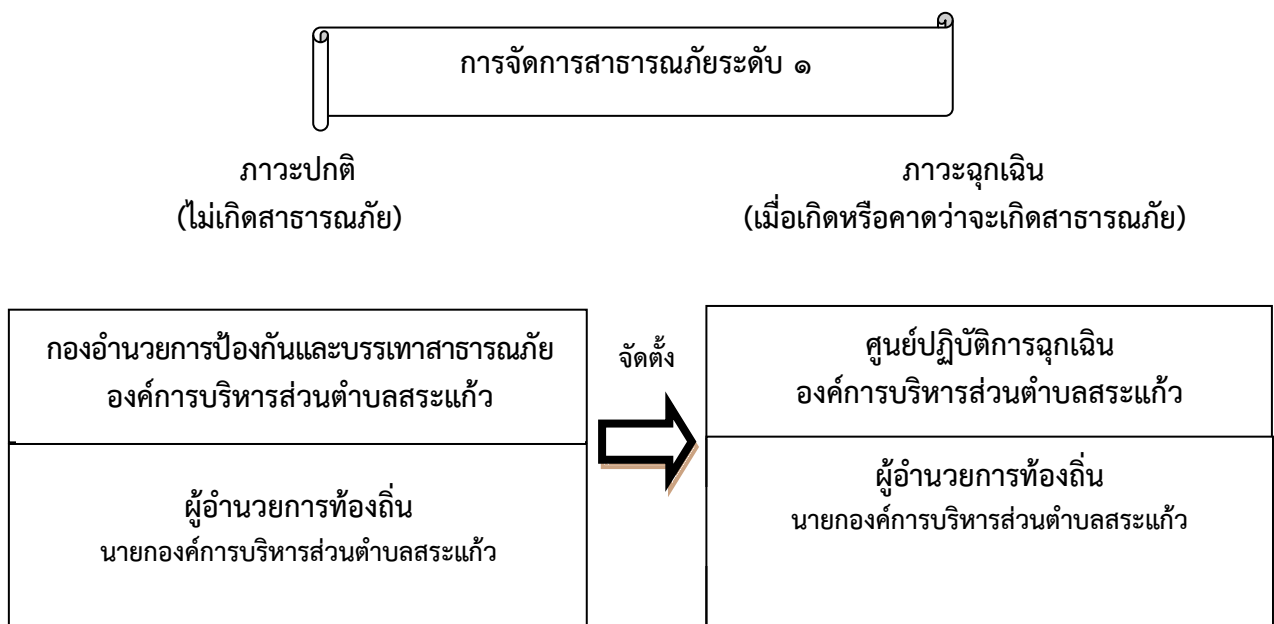 การจัดการสาธารณภัยระดับ ๑
ภาวะปกติ
(ไม่เกิดสาธารณภัย)
ภาวะฉุกเฉิน
(เมื่อเกิดหรือคาดว่าจะเกิดสาธารณภัย)
กองอำนวยการป้องกันและบรรเทาสาธารณภัย
องค์การบริหารส่วนตำบลสระแก้ว
ผู้อำนวยการท้องถิ่น
นายกองค์การบริหารส่วนตำบลสระแก้ว
จัดตั้ง
ศูนย์ปฏิบัติการฉุกเฉิน
องค์การบริหารส่วนตำบลสระแก้ว
ผู้อำนวยการท้องถิ่น
นายกองค์การบริหารส่วนตำบลสระแก้ว